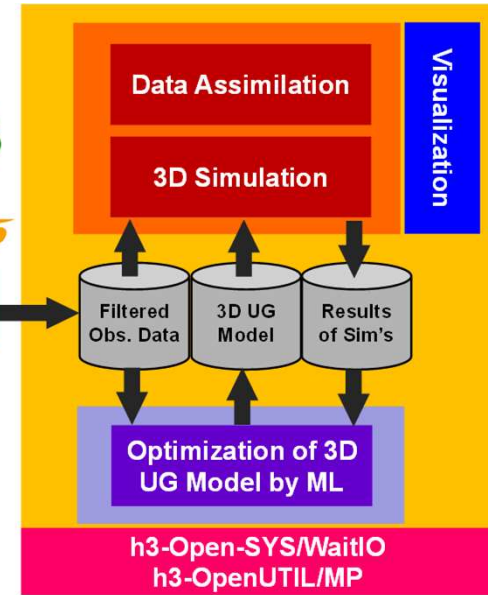 Data Assimilation
Visualization
3D Simulation
Filtered
Obs. Data
3D UG
Model
Results
of Sim's
Optimization of 3D
UG Model by ML
h3-Open-SYS/WaitIO
h3-OpenUTIL/MP